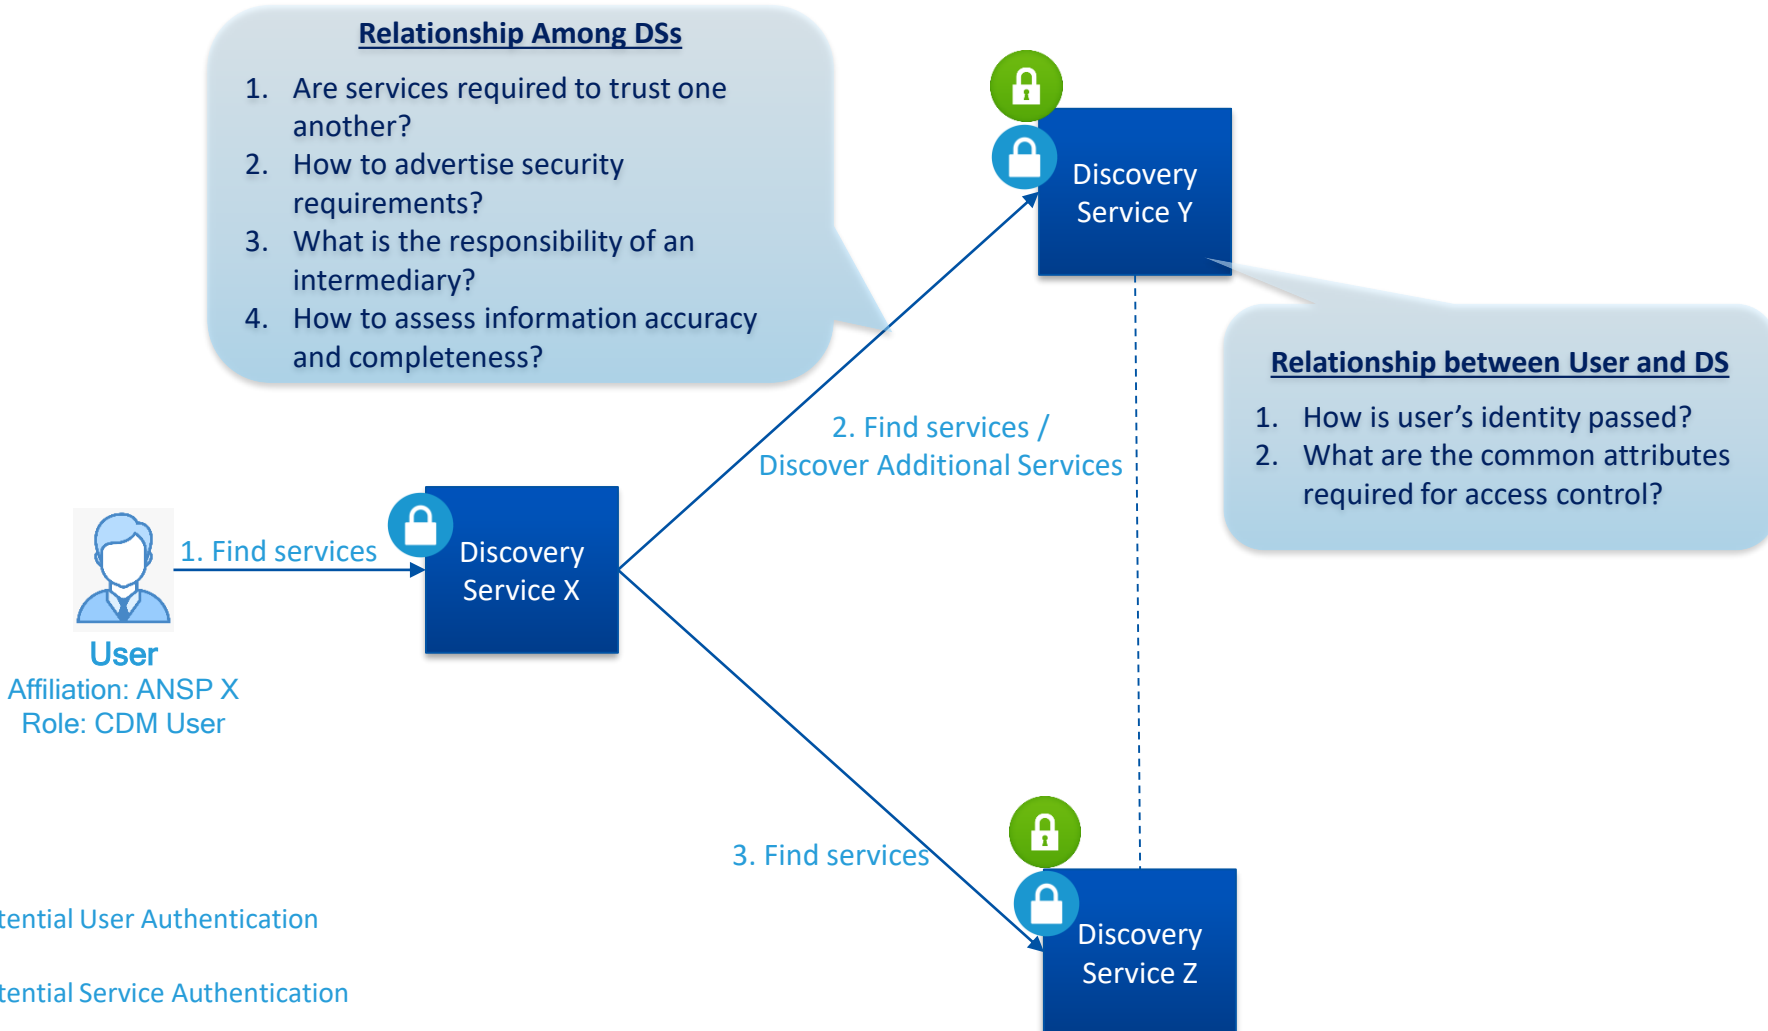 Relationship Among DSs
1. Are services required to trust one
another?
2. How to advertise security
requirements?
3. What is the responsibility of an
intermediary?
4. How to assess information accuracy
and completeness?
Discovery
Service Y
Relationship between User and DS
1. How is user's identity passed?
2. What are the common attributes
required for access control?
2. Find services /
Discover Additional Services
1. Find services
Discovery
Service X
User
Affiliation: ANSP X
Role: CDM User
3. Find services
Discovery
Service Z
tential User Authentication
tential Service Authentication